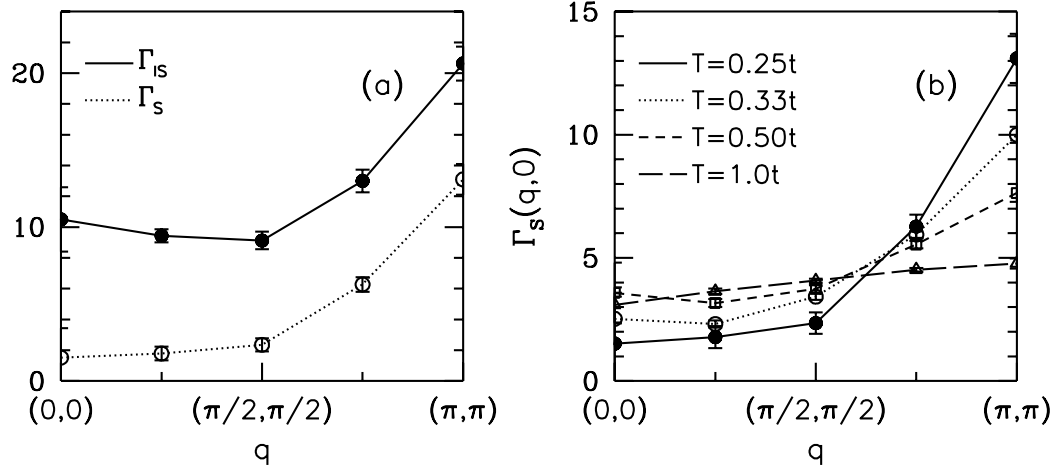 20
10
0
Γ_IS
Γ_S
(a)
(0,0)
(π/2,π/2)
(π,π)
q
15
10
5
0
Γ_S(q,0)
T=0.25t
T=0.33t
T=0.50t
T=1.0t
(b)
(0,0)
(π/2,π/2)
(π,π)
q